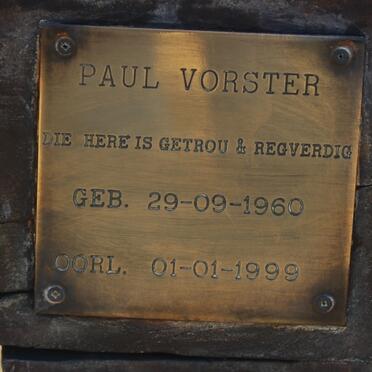 PAUL VORSTER
DIE HERE IS GETROU & REGVERDIG
GEB. 29-09-1960
OORL. 01-01-1999